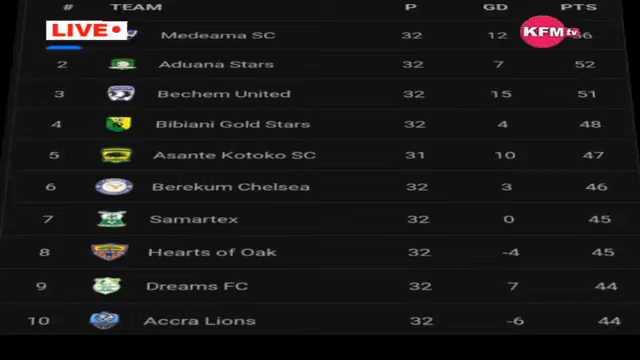 # TEAM P GD PTS
LIVE
KFM tv
Medeama SC 32 12
2 Aduana Stars 32 7 52
3 Bechem United 32 15 51
4 Bibiani Gold Stars 32 4 48
5 Asante Kotoko SC 31 10 47
6 Berekum Chelsea 32 3 46
7 Samartex 32 0 45
8 Hearts of Oak 32 -4 45
9 Dreams FC 32 7 44
10 Accra Lions 32 -6 44